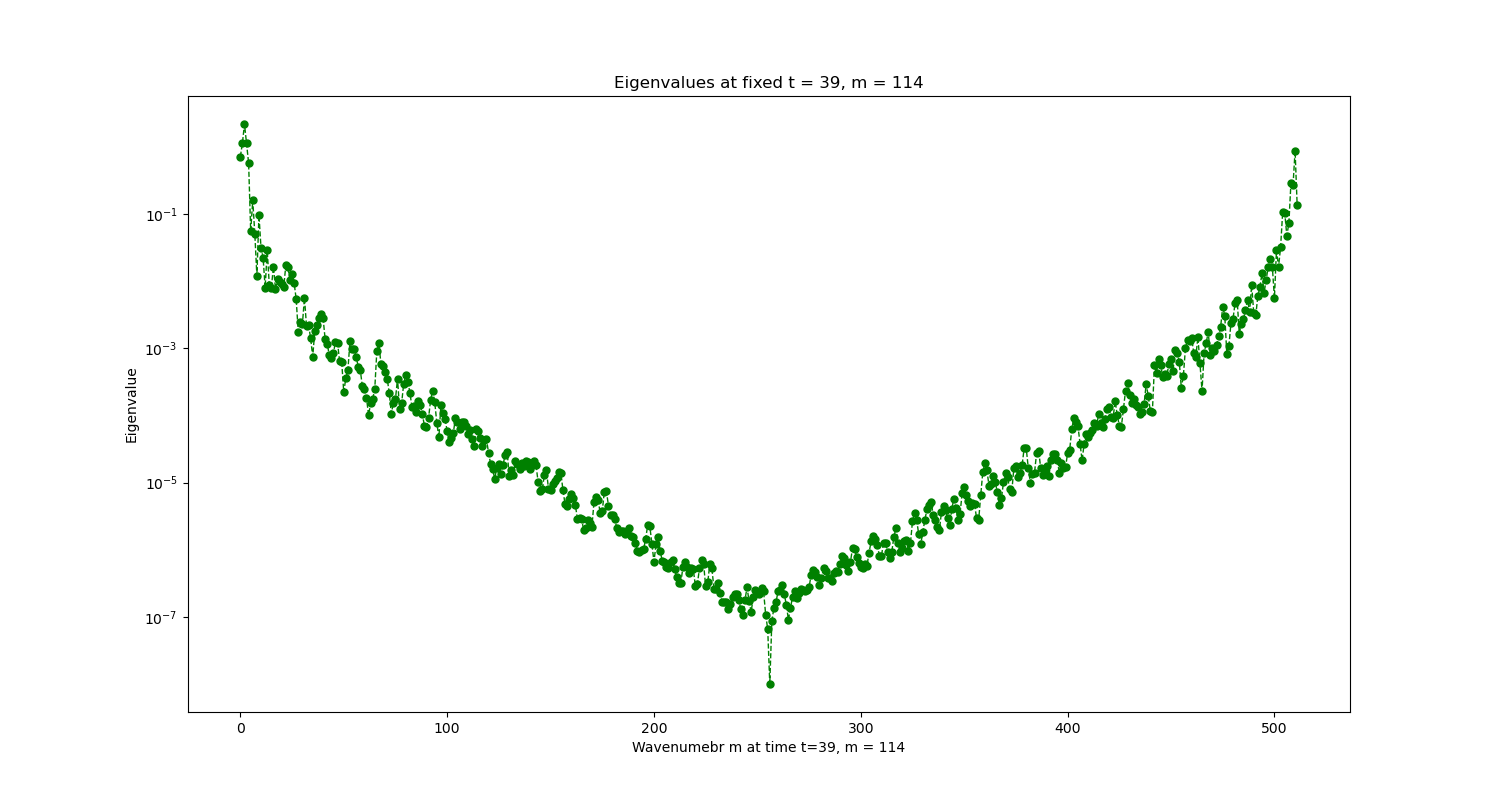 Eigenvalues at fixed t = 39, m = 114
Eigenvalue
10⁻¹
10⁻³
10⁻⁵
10⁻⁷
0 100 200 300 400 500
Wavenumebr m at time t=39, m = 114